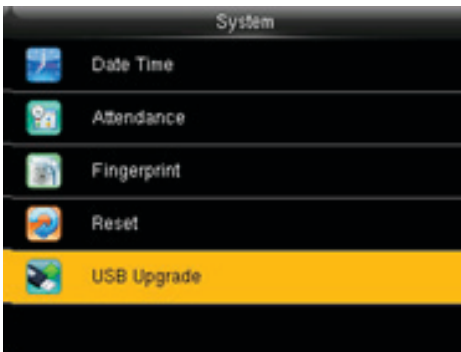 System
Date Time
Attendance
Fingerprint
Reset
USB Upgrade